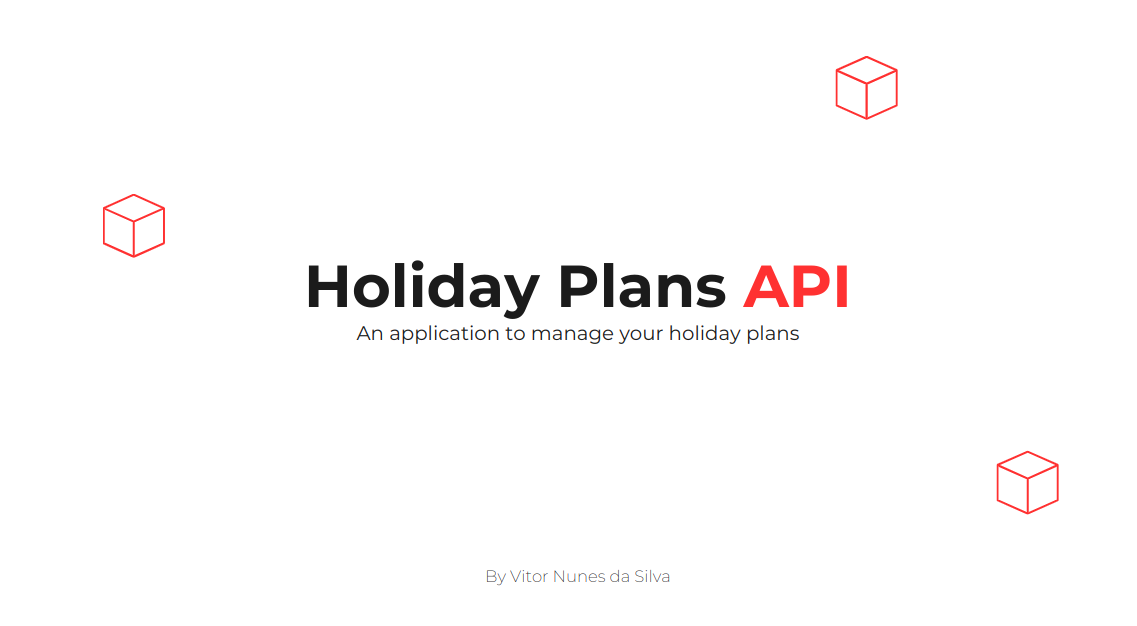 Holiday Plans API
An application to manage your holiday plans
By Vitor Nunes da Silva